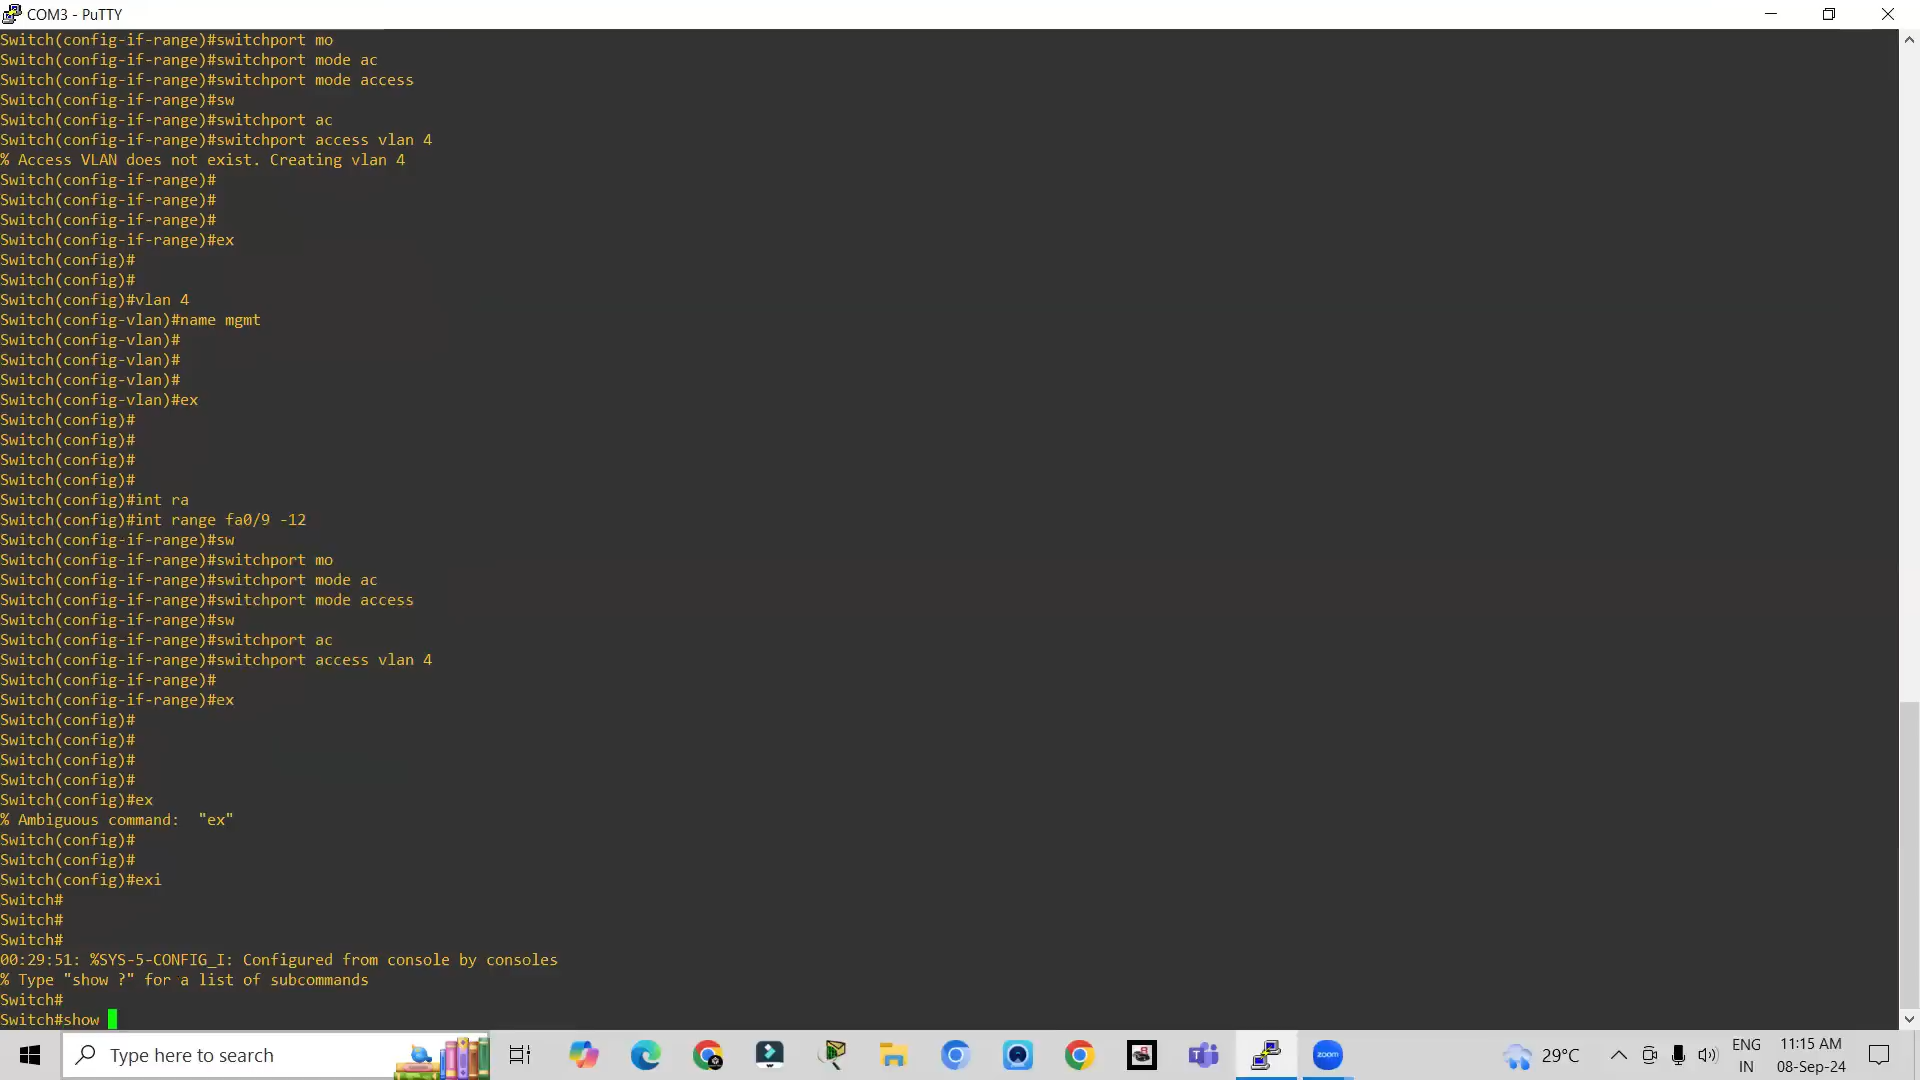 COM3 - PuTTY
Switch(config-if-range)#switchport mo
Switch(config-if-range)#switchport mode ac
Switch(config-if-range)#switchport mode access
Switch(config-if-range)#sw
Switch(config-if-range)#switchport ac
Switch(config-if-range)#switchport access vlan 4
% Access VLAN does not exist. Creating vlan 4
Switch(config-if-range)#
Switch(config-if-range)#
Switch(config-if-range)#
Switch(config-if-range)#ex
Switch(config)#
Switch(config)#
Switch(config)#vlan 4
Switch(config-vlan)#name mgmt
Switch(config-vlan)#
Switch(config-vlan)#
Switch(config-vlan)#
Switch(config-vlan)#ex
Switch(config)#
Switch(config)#
Switch(config)#
Switch(config)#
Switch(config)#int ra
Switch(config)#int range fa0/9 -12
Switch(config-if-range)#sw
Switch(config-if-range)#switchport mo
Switch(config-if-range)#switchport mode ac
Switch(config-if-range)#switchport mode access
Switch(config-if-range)#sw
Switch(config-if-range)#switchport ac
Switch(config-if-range)#switchport access vlan 4
Switch(config-if-range)#
Switch(config-if-range)#ex
Switch(config)#
Switch(config)#
Switch(config)#
Switch(config)#
Switch(config)#ex
% Ambiguous command:  "ex"
Switch(config)#
Switch(config)#
Switch(config)#exi
Switch#
Switch#
Switch#
00:29:51: %SYS-5-CONFIG_I: Configured from console by consoles
% Type "show ?" for a list of subcommands
Switch#
Switch#show
Type here to search
zoom
29°C
ENG
IN
11:15 AM
08-Sep-24